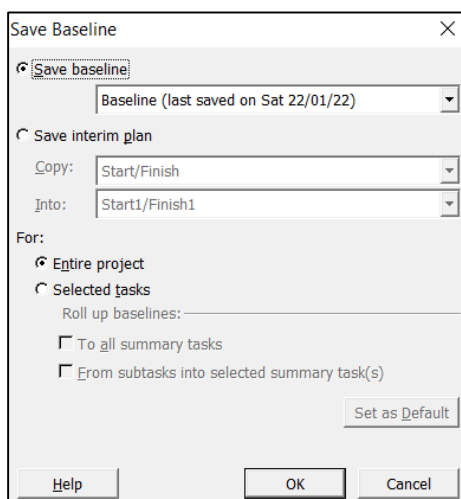 Save Baseline
Save baseline
Baseline (last saved on Sat 22/01/22)
Save interim plan
Copy: Start/Finish
Into: Start1/Finish1
For:
Entire project
Selected tasks
Roll up baselines:
To all summary tasks
From subtasks into selected summary task(s)
Set as Default
Help OK Cancel